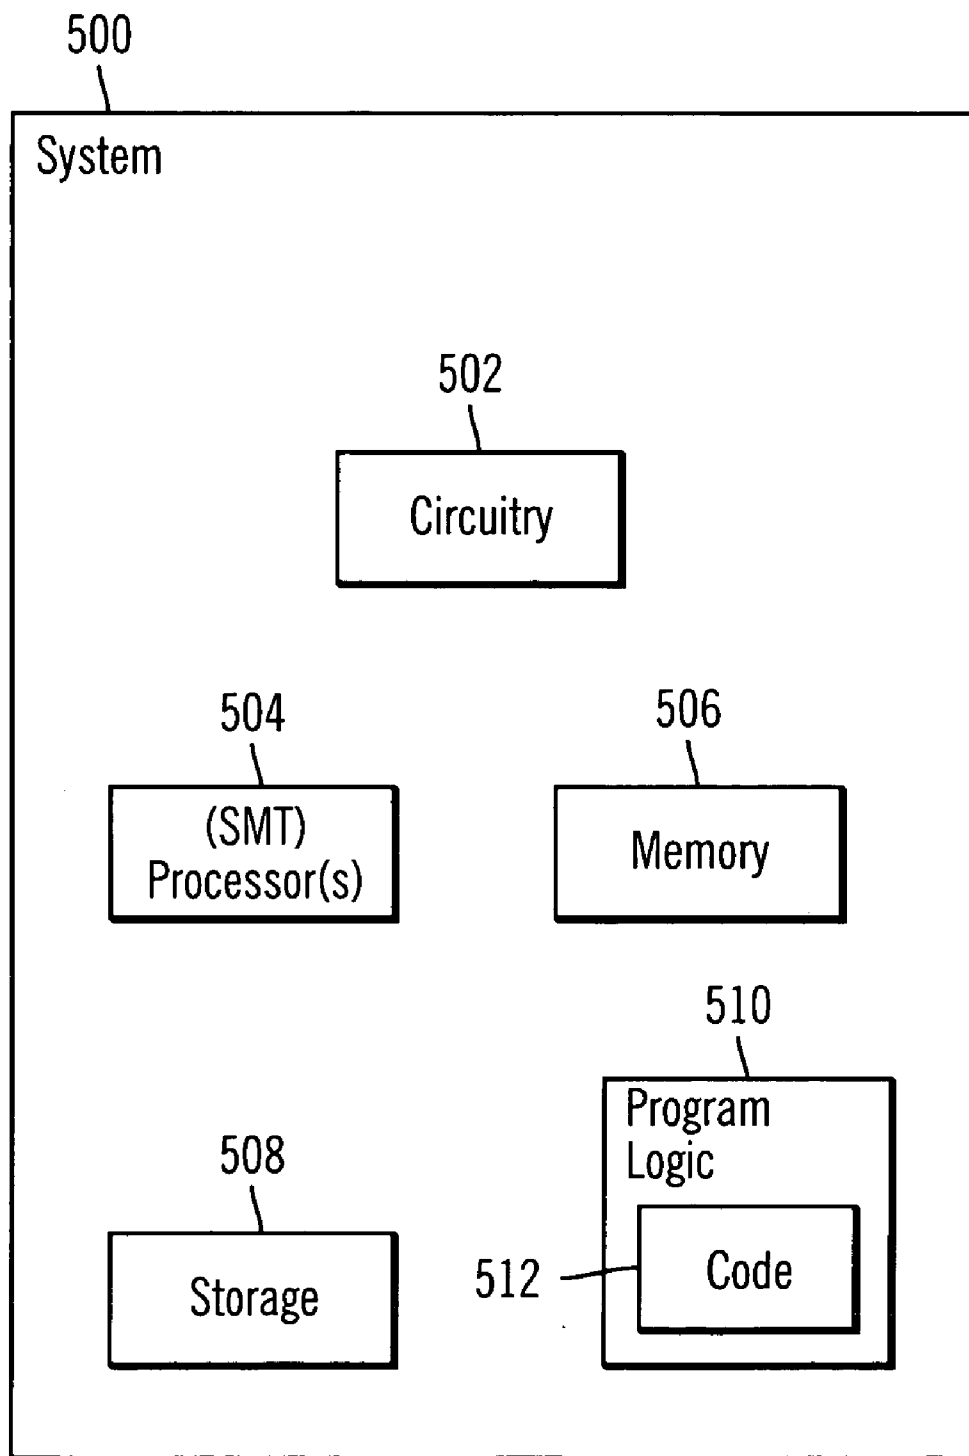 500
System
502
Circuitry
504
506
(SMT)
Processor(s)
Memory
510
Program
Logic
508
512
Code
Storage